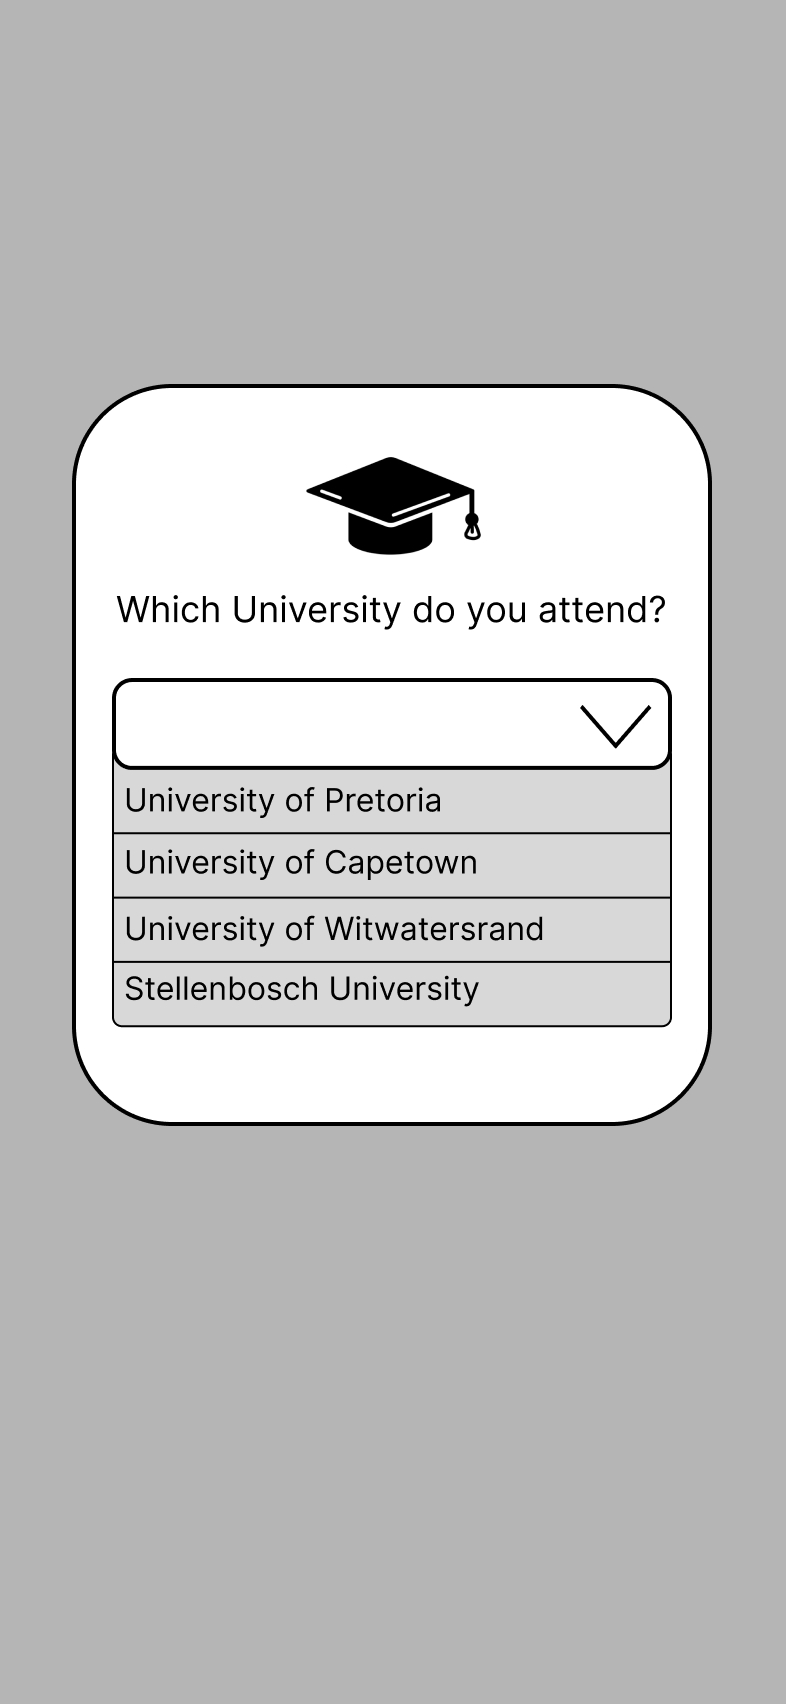 Which University do you attend?
University of Pretoria
University of Capetown
University of Witwatersrand
Stellenbosch University